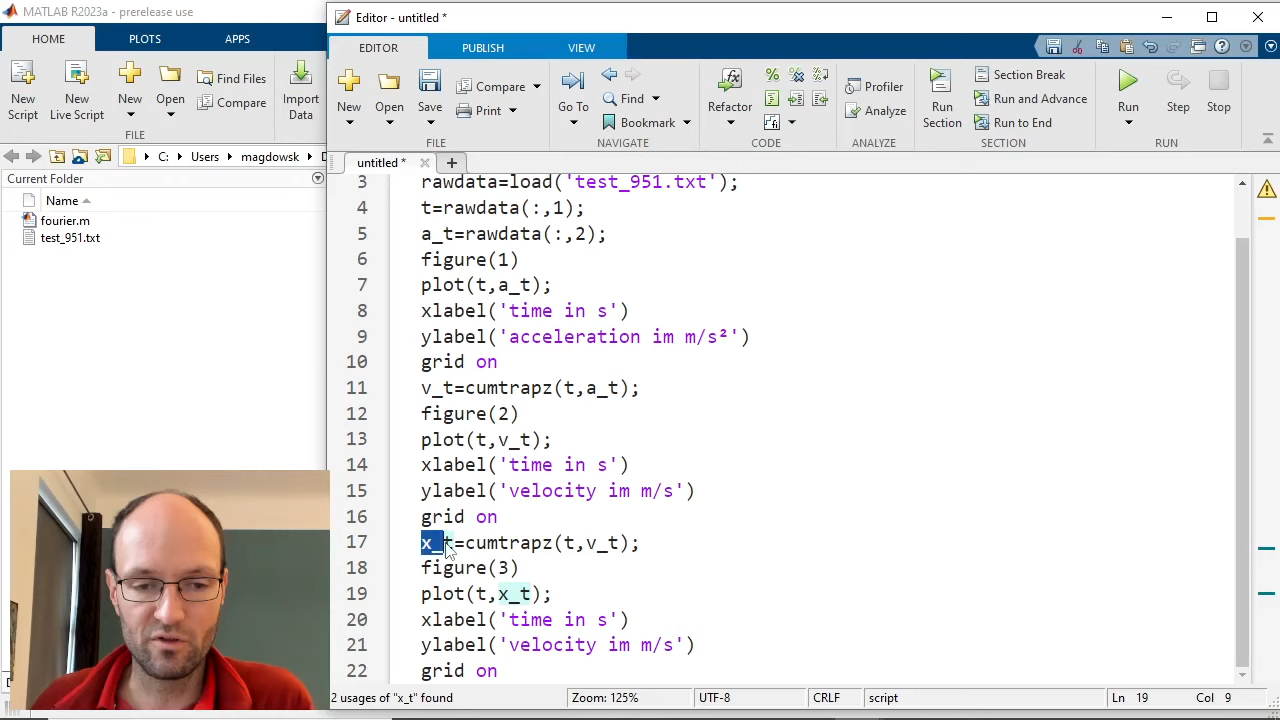 MATLAB R2023a - prerelease use
Editor - untitled *
HOME PLOTS APPS
EDITOR PUBLISH VIEW
New Script
New Live Script
New
Open
Find Files
Compare
Import Data
FILE
New
Open
Save
Compare
Print
FILE
Go To
Find
Bookmark
NAVIGATE
Refactor
CODE
Profiler
Analyze
ANALYZE
Run Section
Section Break
Run and Advance
Run to End
SECTION
Run
Step
Stop
RUN
C: Users magdowsk
Current Folder
Name
fourier.m
test_951.txt
untitled *
3 rawdata=load('test_951.txt');
4 t=rawdata(:,1);
5 a_t=rawdata(:,2);
6 figure(1)
7 plot(t,a_t);
8 xlabel('time in s')
9 ylabel('acceleration im m/s²')
10 grid on
11 v_t=cumtrapz(t,a_t);
12 figure(2)
13 plot(t,v_t);
14 xlabel('time in s')
15 ylabel('velocity im m/s')
16 grid on
17 x_t=cumtrapz(t,v_t);
18 figure(3)
19 plot(t,x_t);
20 xlabel('time in s')
21 ylabel('velocity im m/s')
22 grid on
2 usages of "x_t" found
Zoom: 125%
UTF-8
CRLF
script
Ln 19 Col 9